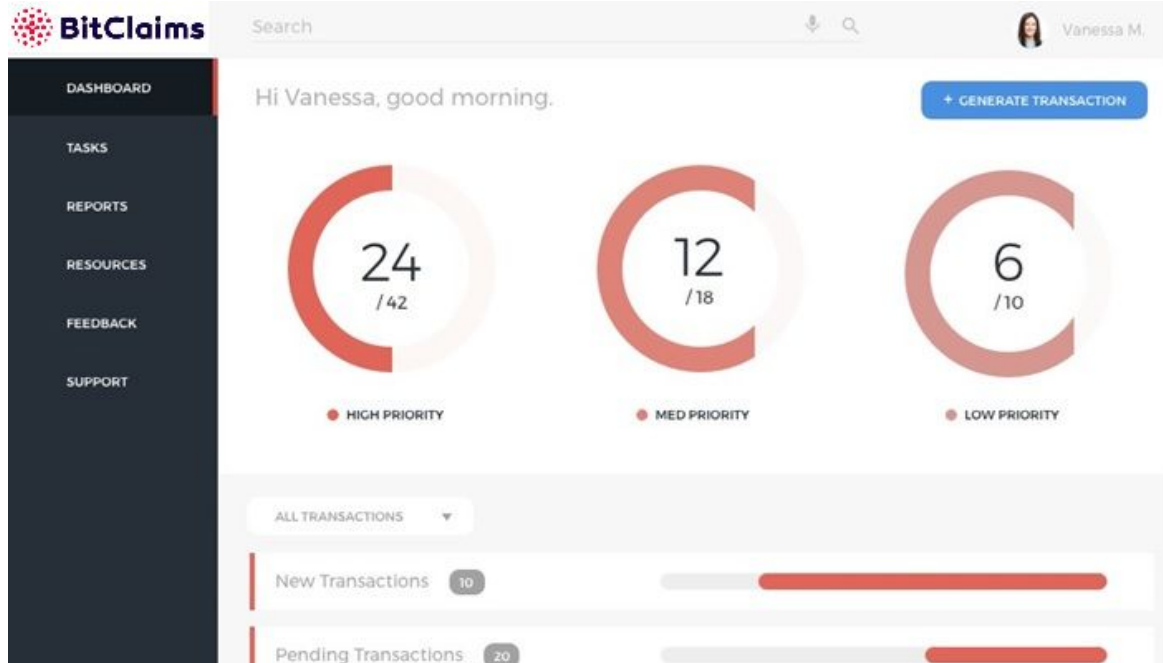 BitClaims
Search
Vanessa M.
DASHBOARD
TASKS
REPORTS
RESOURCES
FEEDBACK
SUPPORT
Hi Vanessa, good morning.
+ GENERATE TRANSACTION
24
/42
HIGH PRIORITY
12
/18
MED PRIORITY
6
/10
LOW PRIORITY
ALL TRANSACTIONS
New Transactions 10
Pending Transactions 20